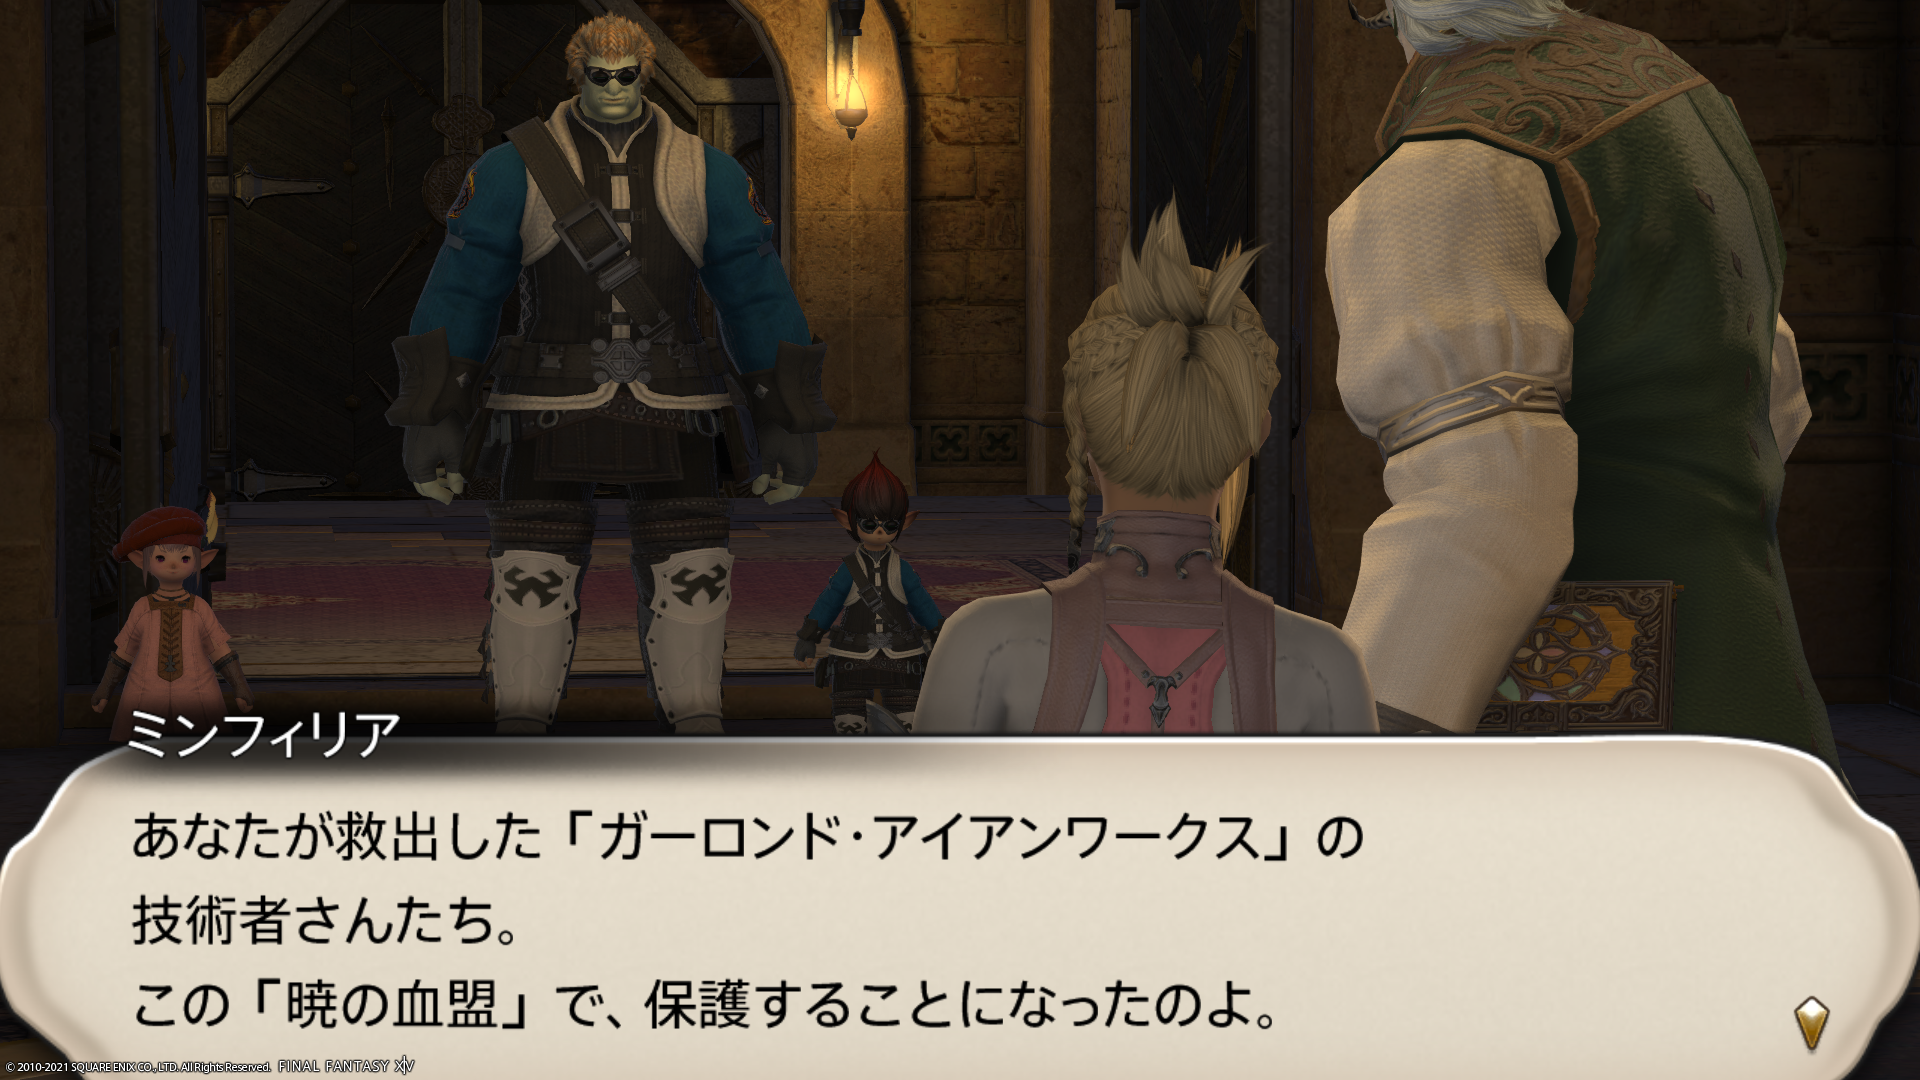 ミンフィリア
あなたが救出した「ガーロンド・アイアンワークス」の
技術者さんたち。
この「暁の血盟」で、保護することになったのよ。
© 2010-2021 SQUARE ENIX CO., LTD. All Rights Reserved. FINAL FANTASY XIV